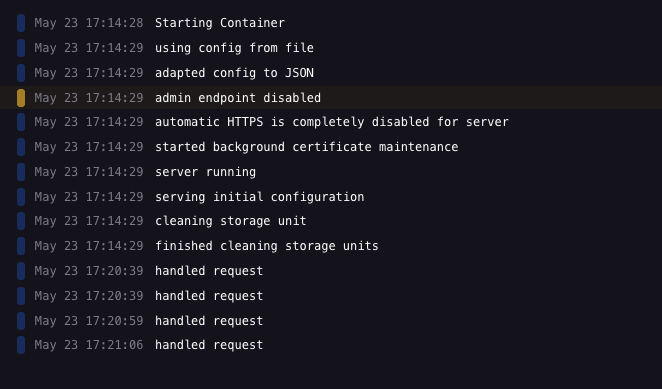 May 23 17:14:28 Starting Container
May 23 17:14:29 using config from file
May 23 17:14:29 adapted config to JSON
May 23 17:14:29 admin endpoint disabled
May 23 17:14:29 automatic HTTPS is completely disabled for server
May 23 17:14:29 started background certificate maintenance
May 23 17:14:29 server running
May 23 17:14:29 serving initial configuration
May 23 17:14:29 cleaning storage unit
May 23 17:14:29 finished cleaning storage units
May 23 17:20:39 handled request
May 23 17:20:39 handled request
May 23 17:20:59 handled request
May 23 17:21:06 handled request